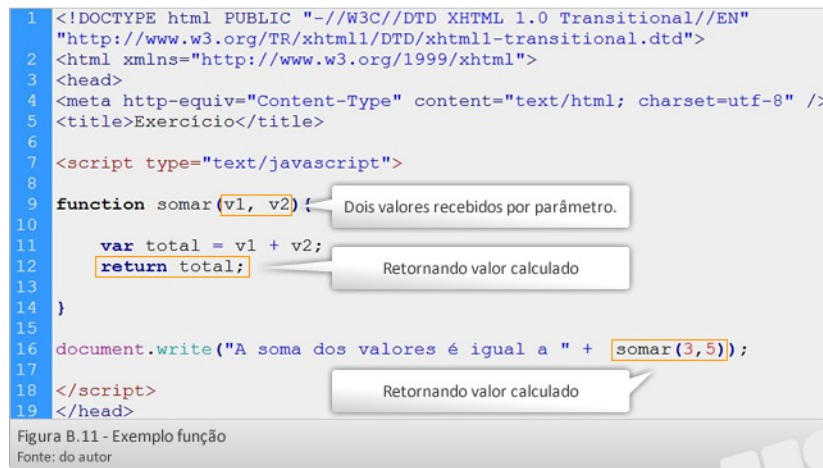 1 <!DOCTYPE html PUBLIC "-//W3C//DTD XHTML 1.0 Transitional//EN"
"http://www.w3.org/TR/xhtml1/DTD/xhtml1-transitional.dtd">
2 <html xmlns="http://www.w3.org/1999/xhtml">
3 <head>
4 <meta http-equiv="Content-Type" content="text/html; charset=utf-8" />
5 <title>Exercício</title>
6
7 <script type="text/javascript">
8
9 function somar(v1, v2){ Dois valores recebidos por parâmetro.
10
11 var total = v1 + v2;
12 return total; Retornando valor calculado
13
14 }
15
16 document.write("A soma dos valores é igual a " + somar(3,5));
17
18 </script> Retornando valor calculado
19 </head>
Figura B.11 - Exemplo função
Fonte: do autor